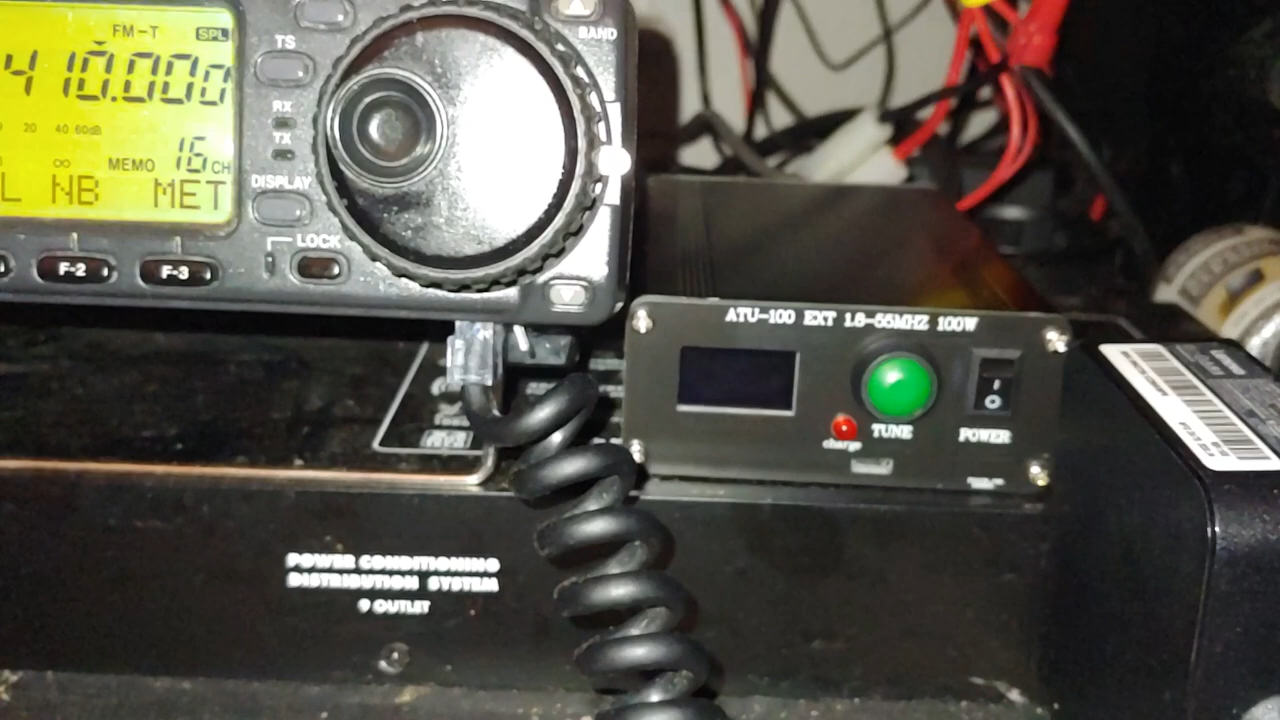 FM-T SPL
410.000
20 40 60dB
MEMO 16 CH
L NB MET
F-2
F-3
TS
RX
TX
DISPLAY
LOCK
BAND
ATU-100 EXT 1.8-55MHZ 100W
charge
TUNE
POWER
I
O
POWER CONDITIONING
DISTRIBUTION SYSTEM
9 OUTLET